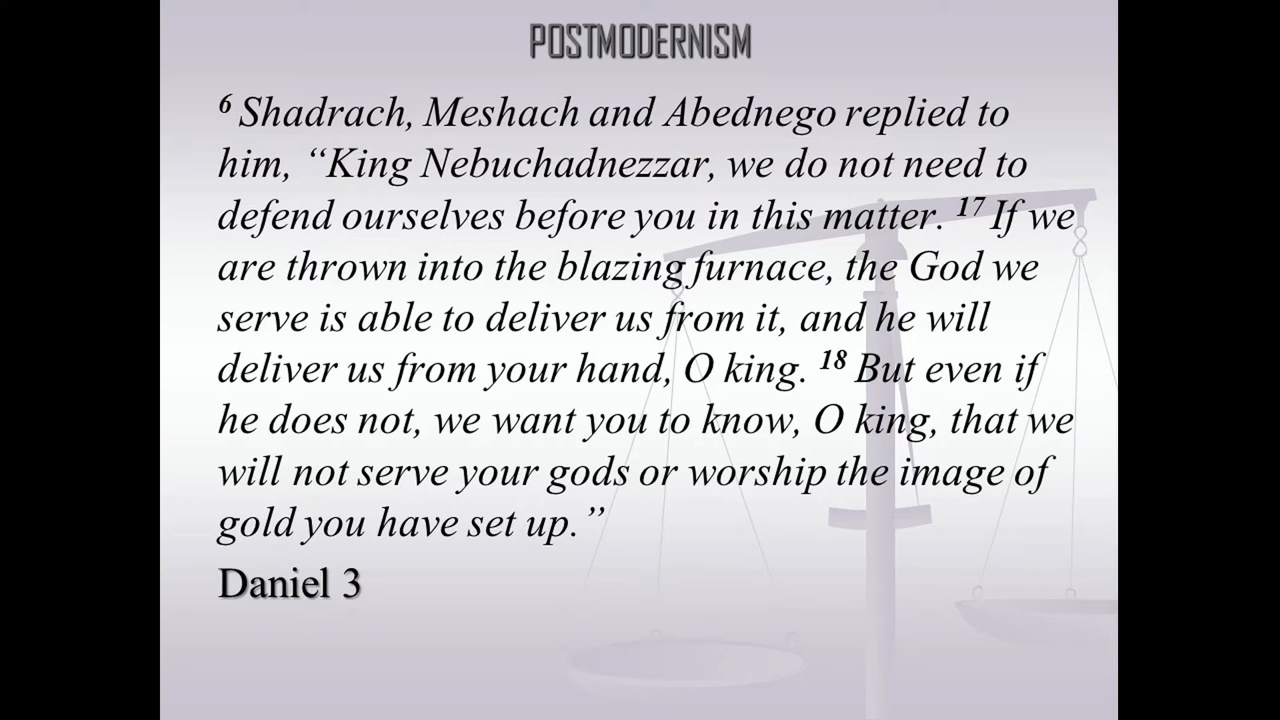 POSTMODERNISM
6 Shadrach, Meshach and Abednego replied to
him, “King Nebuchadnezzar, we do not need to
defend ourselves before you in this matter. 17 If we
are thrown into the blazing furnace, the God we
serve is able to deliver us from it, and he will
deliver us from your hand, O king. 18 But even if
he does not, we want you to know, O king, that we
will not serve your gods or worship the image of
gold you have set up.”
Daniel 3